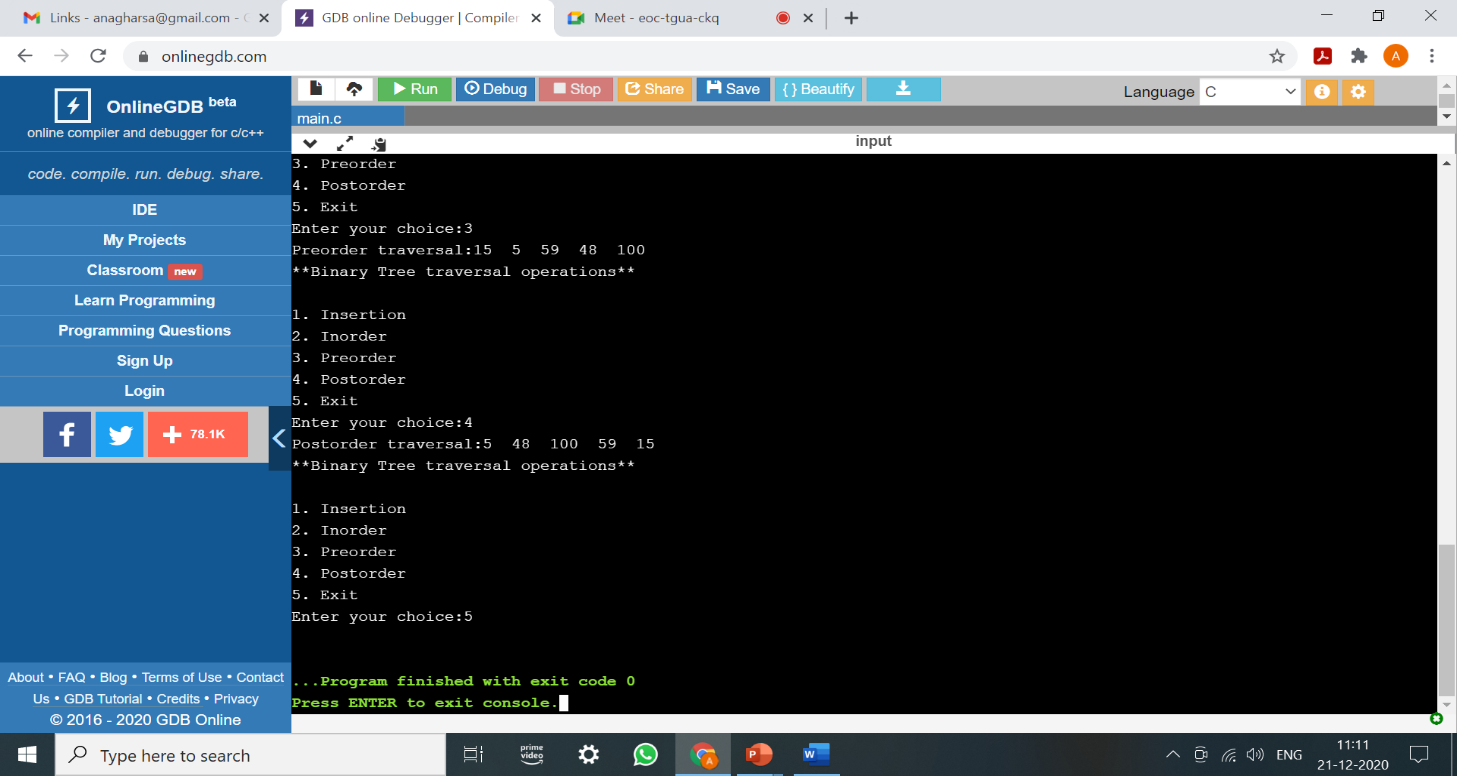 Links - anagharsa@gmail.com -
GDB online Debugger | Compiler
Meet - eoc-tgua-ckq
onlinegdb.com
A
OnlineGDB beta
online compiler and debugger for c/c++
code. compile. run. debug. share.
IDE
My Projects
Classroom new
Learn Programming
Programming Questions
Sign Up
Login
78.1K
About • FAQ • Blog • Terms of Use • Contact
Us • GDB Tutorial • Credits • Privacy
© 2016 - 2020 GDB Online
Run Debug Stop Share Save { } Beautify
Language C
main.c
input
3. Preorder
4. Postorder
5. Exit
Enter your choice:3
Preorder traversal:15  5  59  48  100
**Binary Tree traversal operations**
1. Insertion
2. Inorder
3. Preorder
4. Postorder
5. Exit
Enter your choice:4
Postorder traversal:5  48  100  59  15
**Binary Tree traversal operations**
1. Insertion
2. Inorder
3. Preorder
4. Postorder
5. Exit
Enter your choice:5
...Program finished with exit code 0
Press ENTER to exit console.
Type here to search
prime
video
A
P
W
ENG
11:11
21-12-2020